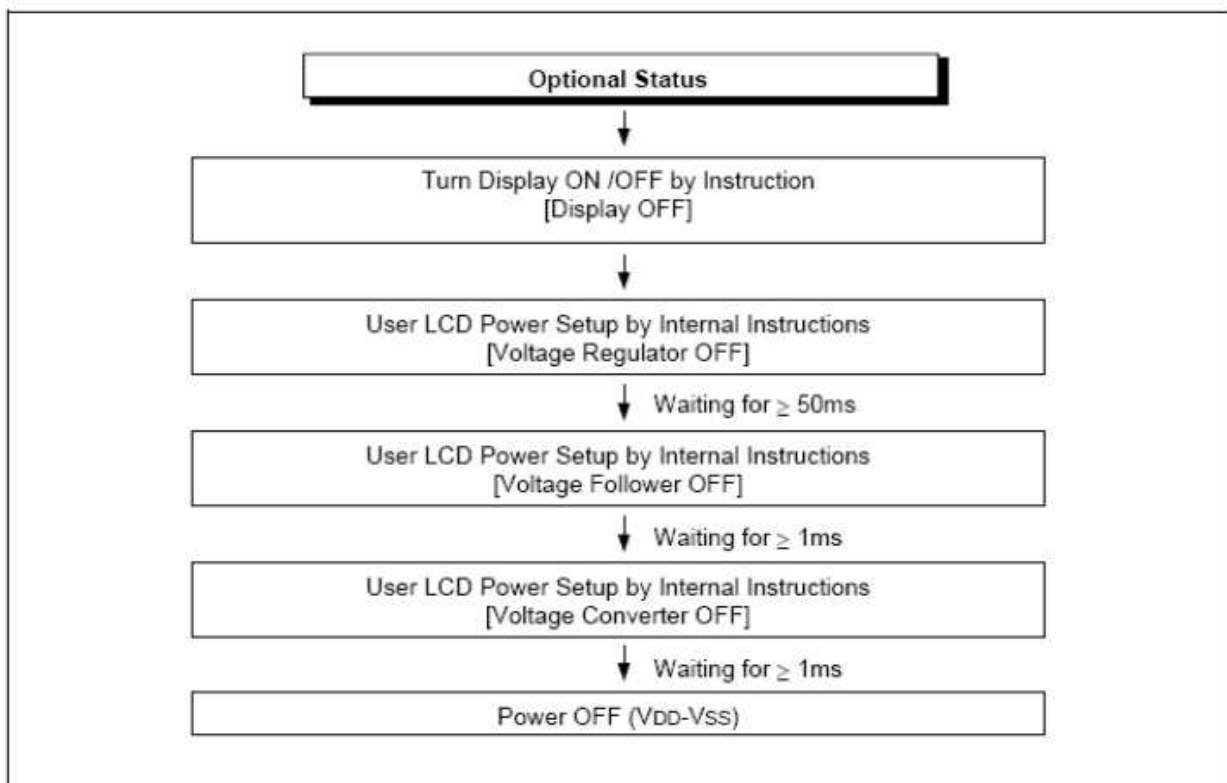 Optional Status
Turn Display ON /OFF by Instruction
[Display OFF]
User LCD Power Setup by Internal Instructions
[Voltage Regulator OFF]
Waiting for ≥ 50ms
User LCD Power Setup by Internal Instructions
[Voltage Follower OFF]
Waiting for ≥ 1ms
User LCD Power Setup by Internal Instructions
[Voltage Converter OFF]
Waiting for ≥ 1ms
Power OFF (VDD-VSS)